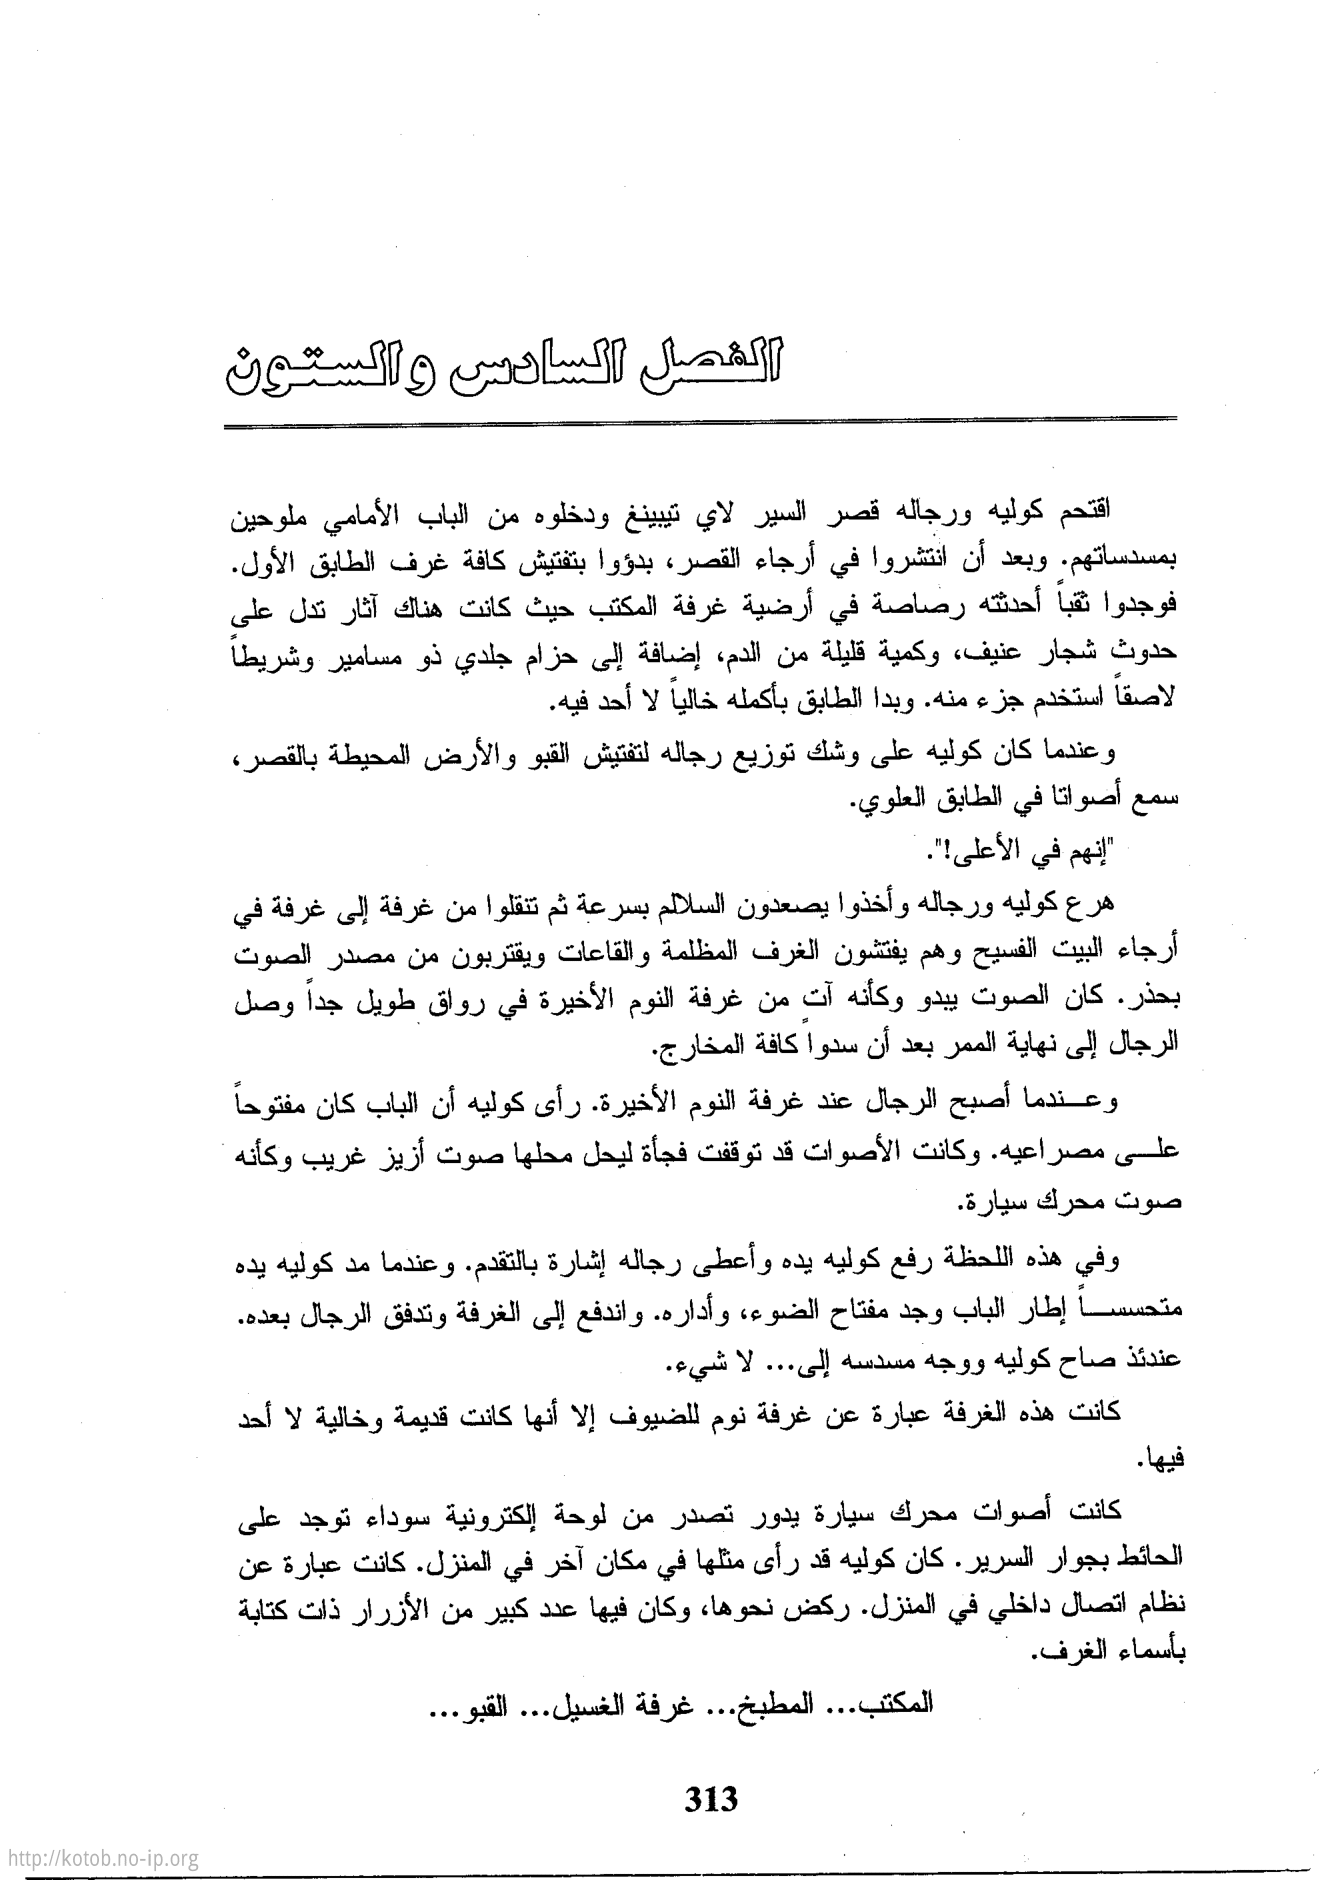 الفصل السادس والستون
اقتحم كوليه ورجاله قصر السير لاي تيبينغ ودخلوه من الباب الأمامي ملوحين
بمسدساتهم. وبعد أن انتشروا في أرجاء القصر، بدؤوا بتفتيش كافة غرف الطابق الأول.
فوجدوا ثقباً أحدثته رصاصة في أرضية غرفة المكتب حيث كانت هناك آثار تدل على
حدوث شجار عنيف، وكمية قليلة من الدم، إضافة إلى حزام جلدي ذو مسامير وشريطاً
لاصقاً استخدم جزء منه. وبدا الطابق بأكمله خالياً لا أحد فيه.
وعندما كان كوليه على وشك توزيع رجاله لتفتيش القبو والأرض المحيطة بالقصر،
سمع أصواتا في الطابق العلوي.
"إنهم في الأعلى!".
هرع كوليه ورجاله وأخذوا يصعدون السلالم بسرعة ثم تنقلوا من غرفة إلى غرفة في
أرجاء البيت الفسيح وهم يفتشون الغرف المظلمة والقاعات ويقتربون من مصدر الصوت
بحذر. كان الصوت يبدو وكأنه آتٍ من غرفة النوم الأخيرة في رواق طويل جداً وصل
الرجال إلى نهاية الممر بعد أن سدواً كافة المخارج.
وعـــندما أصبح الرجال عند غرفة النوم الأخيرة. رأى كوليه أن الباب كان مفتوحاً
علـــى مصراعيه. وكانت الأصوات قد توقفت فجأة ليحل محلها صوت أزيز غريب وكأنه
صوت محرك سيارة.
وفي هذه اللحظة رفع كوليه يده وأعطى رجاله إشارة بالتقدم. وعندما مد كوليه يده
متحسســـاً إطار الباب وجد مفتاح الضوء، وأداره. واندفع إلى الغرفة وتدفق الرجال بعده.
عندئذ صاح كوليه ووجه مسدسه إلى... لا شيء.
كانت هذه الغرفة عبارة عن غرفة نوم للضيوف إلا أنها كانت قديمة وخالية لا أحد
فيها.
كانت أصوات محرك سيارة يدور تصدر من لوحة إلكترونية سوداء توجد على
الحائط بجوار السرير. كان كوليه قد رأى مثلها في مكان آخر في المنزل. كانت عبارة عن
نظام اتصال داخلي في المنزل. ركض نحوها، وكان فيها عدد كبير من الأزرار ذات كتابة
بأسماء الغرف.
المكتب... المطبخ... غرفة الغسيل... القبو...
313
http://kotob.no-ip.org